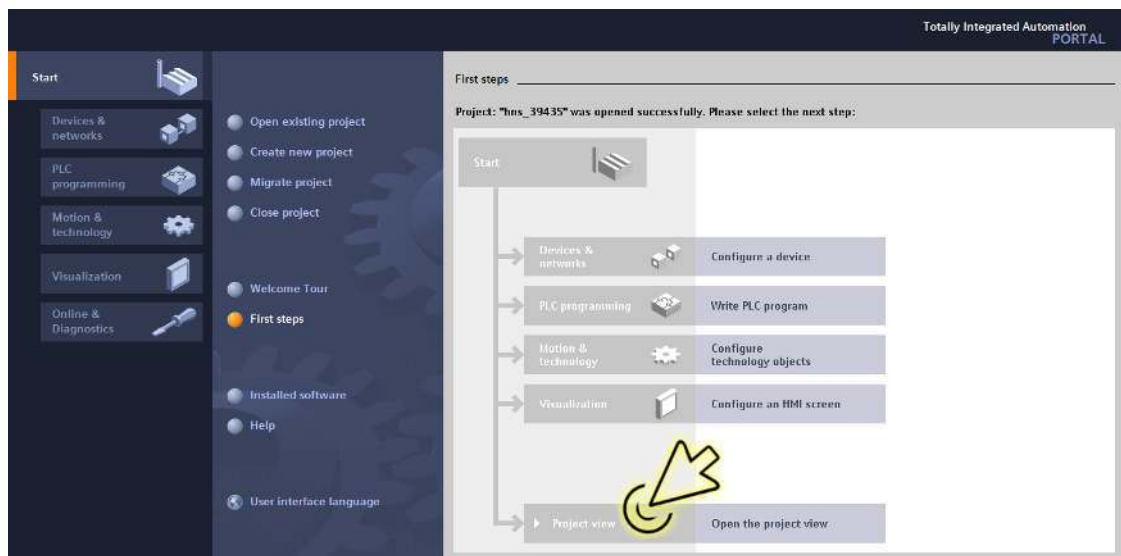 Totally Integrated Automation
PORTAL
Start
Devices &
networks
PLC
programming
Motion &
technology
Visualization
Online &
Diagnostics
Open existing project
Create new project
Migrate project
Close project
Welcome Tour
First steps
Installed software
Help
User interface language
First steps
Project: "hns_39435" was opened successfully. Please select the next step:
Start
Devices &
networks
Configure a device
PLC programming
Write PLC program
Motion &
technology
Configure
technology objects
Visualization
Configure an HMI screen
Project view
Open the project view